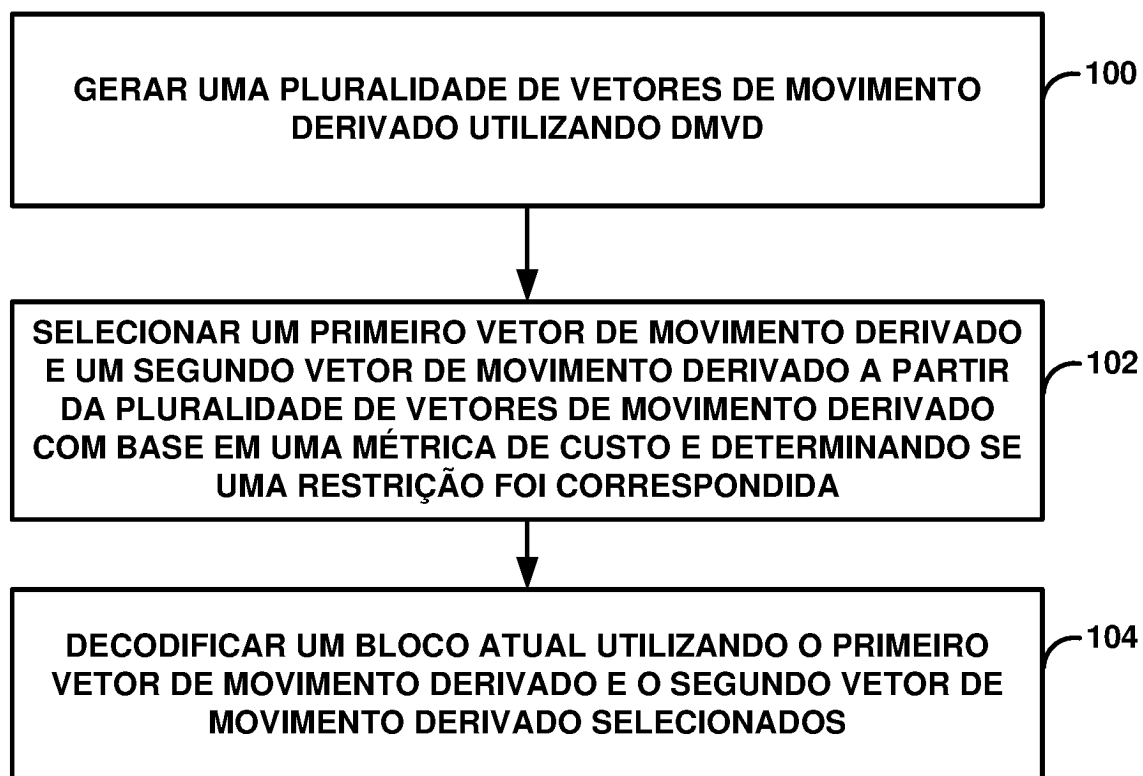 GERAR UMA PLURALIDADE DE VETORES DE MOVIMENTO
DERIVADO UTILIZANDO DMVD
100
SELECIONAR UM PRIMEIRO VETOR DE MOVIMENTO DERIVADO
E UM SEGUNDO VETOR DE MOVIMENTO DERIVADO A PARTIR
DA PLURALIDADE DE VETORES DE MOVIMENTO DERIVADO
COM BASE EM UMA MÉTRICA DE CUSTO E DETERMINANDO SE
UMA RESTRIÇÃO FOI CORRESPONDIDA
102
DECODIFICAR UM BLOCO ATUAL UTILIZANDO O PRIMEIRO
VETOR DE MOVIMENTO DERIVADO E O SEGUNDO VETOR DE
MOVIMENTO DERIVADO SELECIONADOS
104